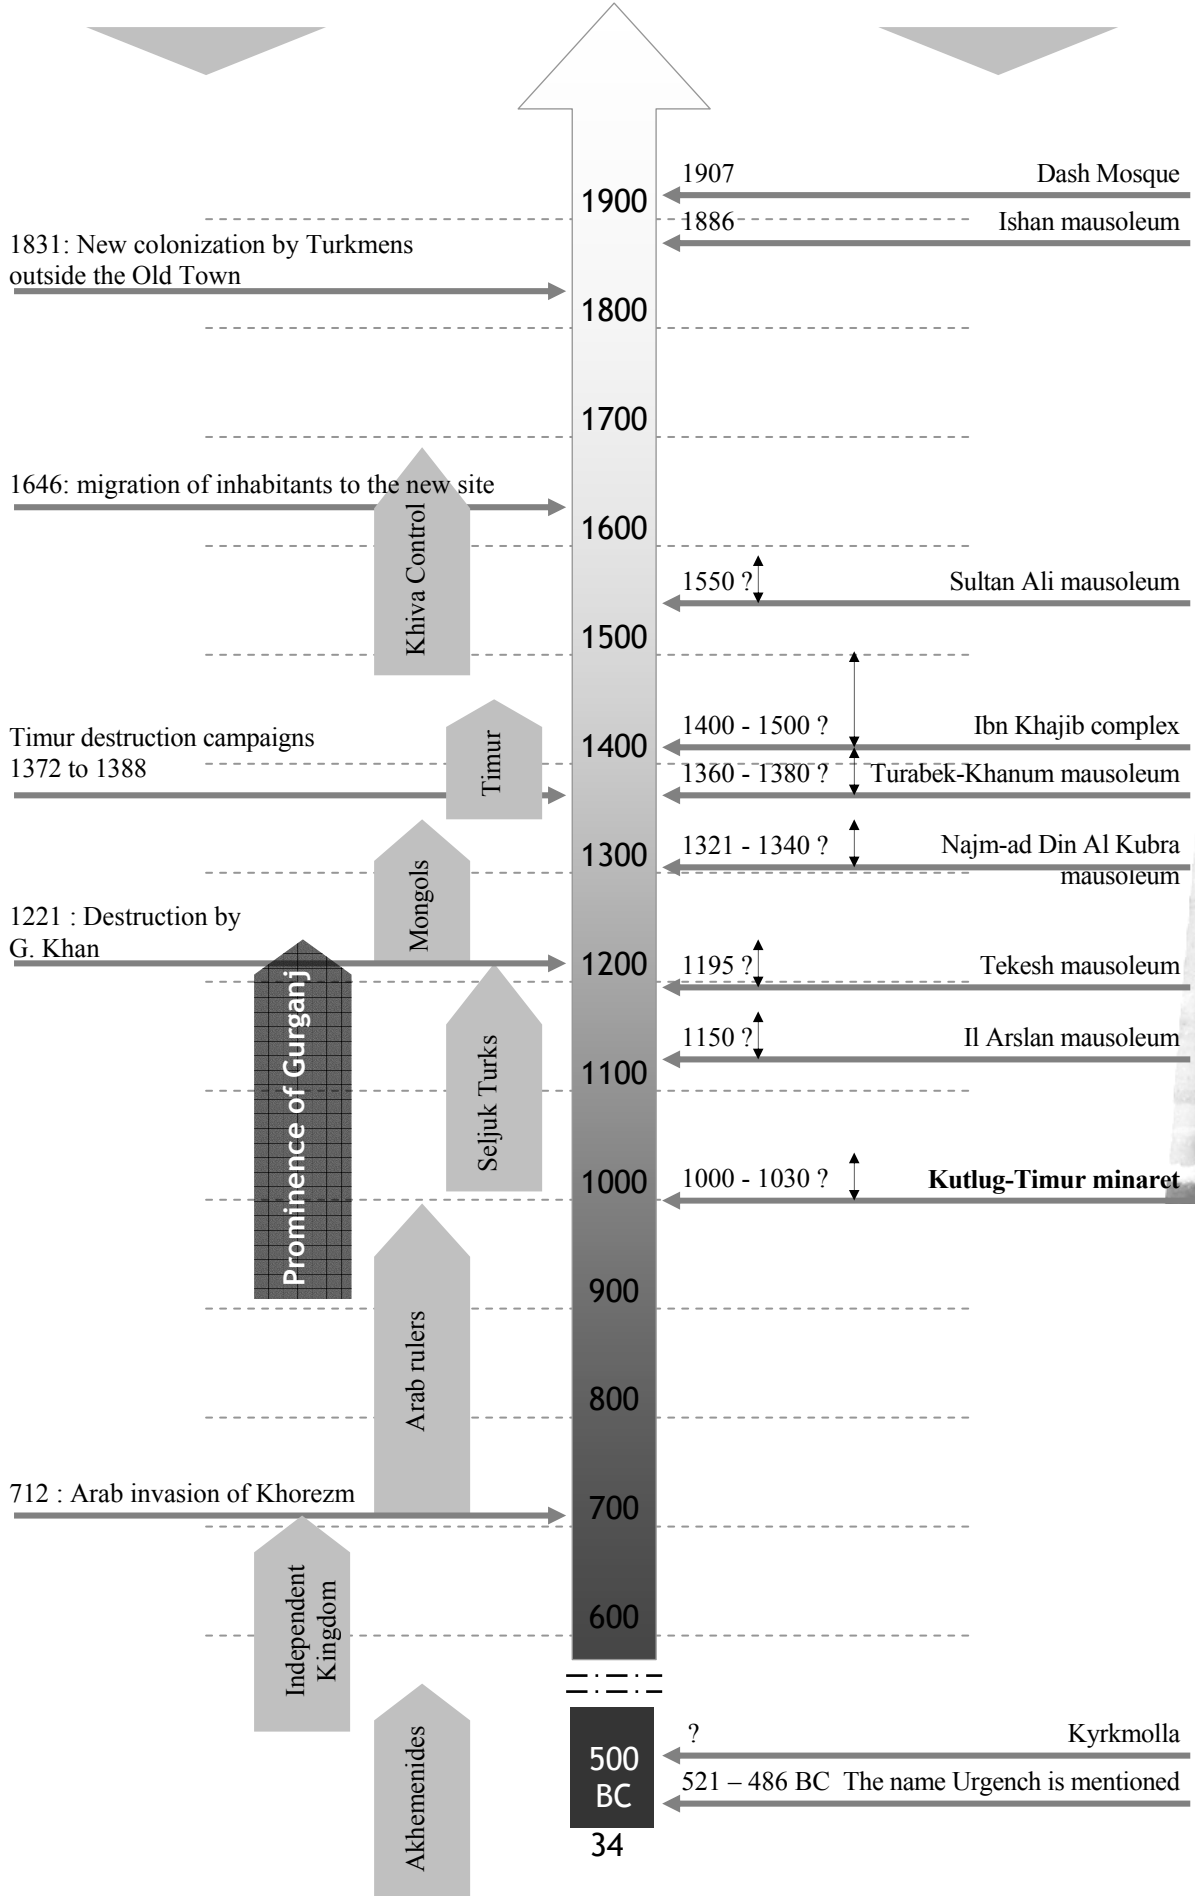 1907 Dash Mosque
1900
1886 Ishan mausoleum
1831: New colonization by Turkmens
outside the Old Town
1800
1700
1646: migration of inhabitants to the new site
1600
Khiva Control
1550 ? Sultan Ali mausoleum
1500
1400 - 1500 ? Ibn Khajib complex
Timur destruction campaigns
1372 to 1388
Timur
1400
1360 - 1380 ? Turabek-Khanum mausoleum
1321 - 1340 ? Najm-ad Din Al Kubra
mausoleum
1300
Mongols
1221 : Destruction by
G. Khan
1200
1195 ? Tekesh mausoleum
Prominence of Gurganj
Seljuk Turks
1150 ? Il Arslan mausoleum
1100
1000
1000 - 1030 ? Kutlug-Timur minaret
900
Arab rulers
800
712 : Arab invasion of Khorezm
700
Independent
Kingdom
600
Akhemenides
? Kyrkmolla
500
BC
521 – 486 BC The name Urgench is mentioned
34